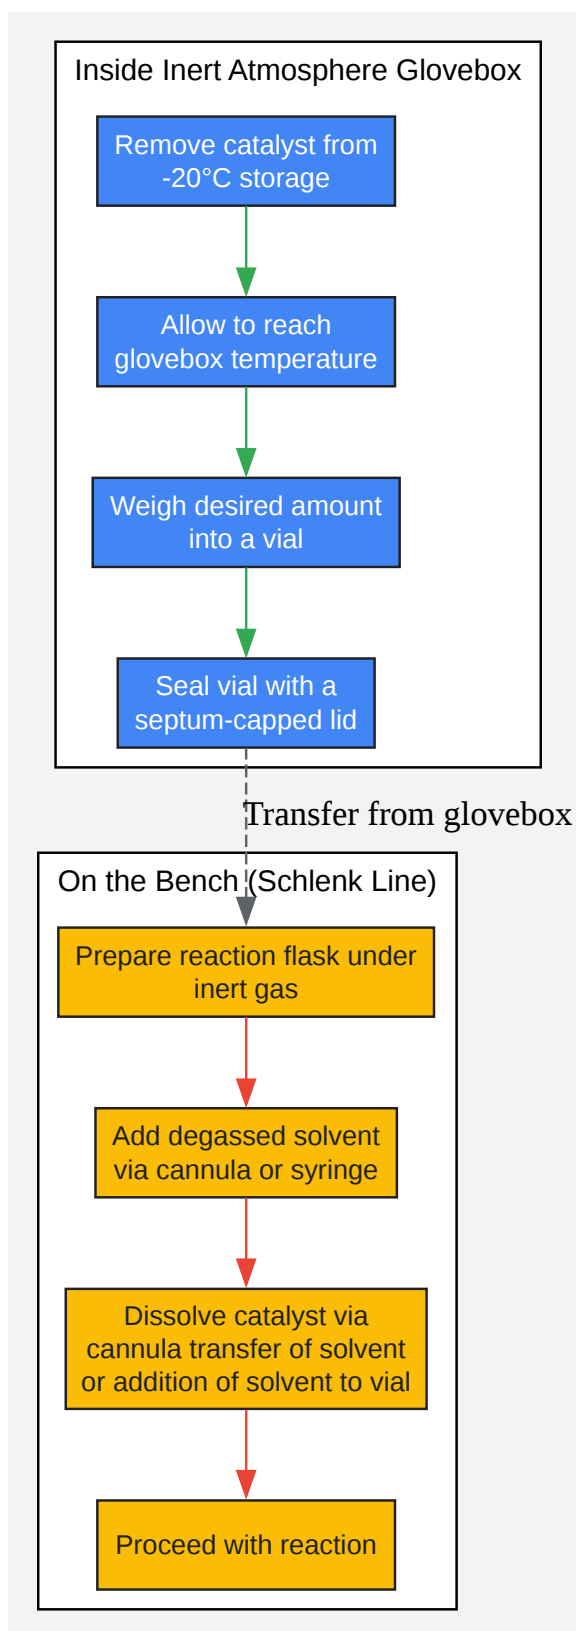 Inside Inert Atmosphere Glovebox
Remove catalyst from
-20°C storage
Allow to reach
glovebox temperature
Weigh desired amount
into a vial
Seal vial with a
septum-capped lid
Transfer from glovebox
On the Bench (Schlenk Line)
Prepare reaction flask under
inert gas
Add degassed solvent
via cannula or syringe
Dissolve catalyst via
cannula transfer of solvent
or addition of solvent to vial
Proceed with reaction